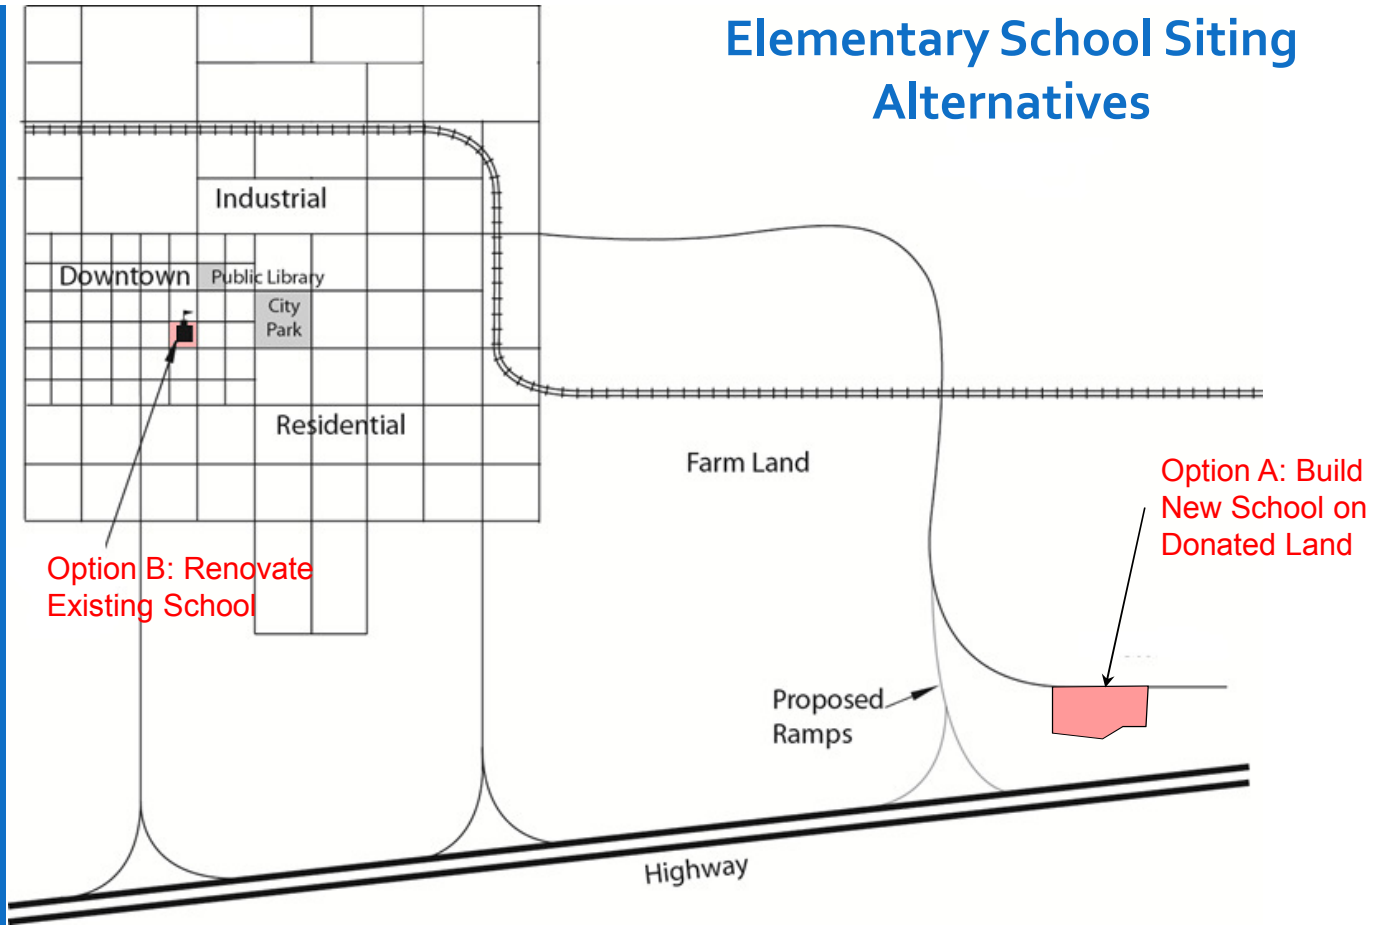 Elementary School Siting
Alternatives
Industrial
Downtown
Public Library
City
Park
Residential
Farm Land
Option A: Build
New School on
Donated Land
Option B: Renovate
Existing School
Proposed
Ramps
Highway